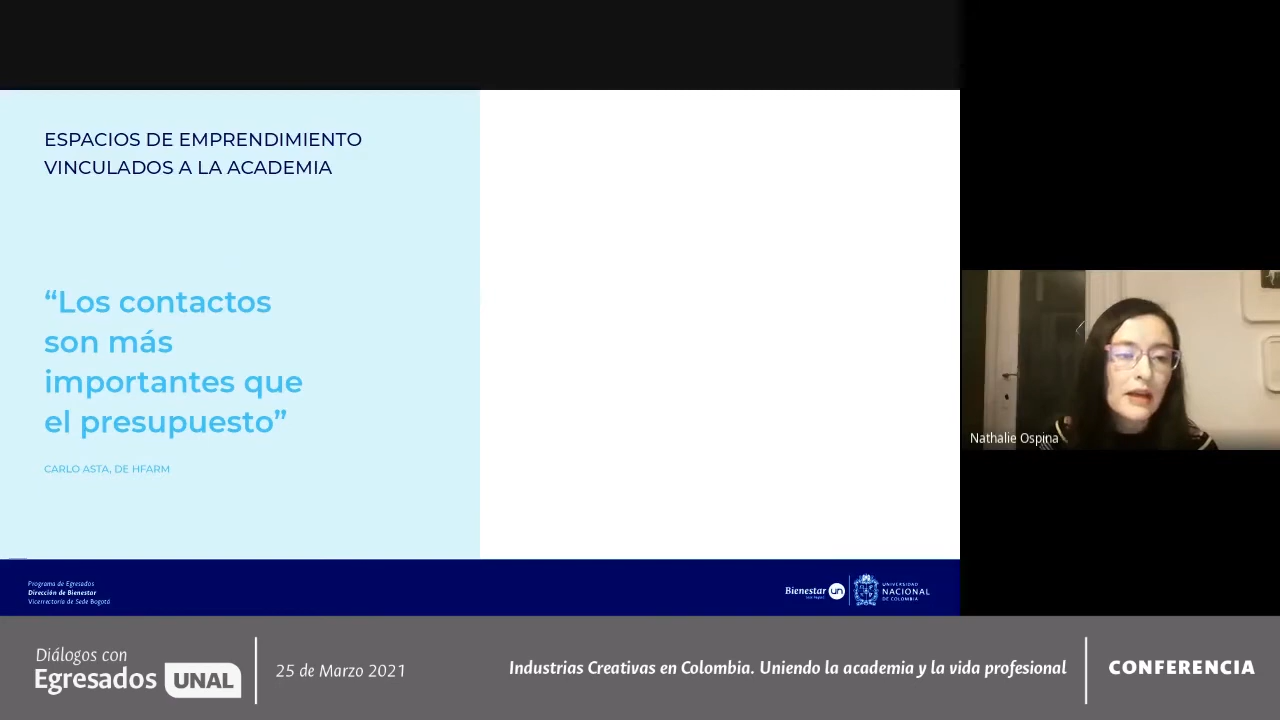 ESPACIOS DE EMPRENDIMIENTO
VINCULADOS A LA ACADEMIA
“Los contactos
son más
importantes que
el presupuesto”
CARLO ASTA, DE HFARM
Nathalie Ospina
Programa de Egresados
Dirección de Bienestar
Vicerrectoría de Sede Bogotá
Bienestar un
UNIVERSIDAD
NACIONAL
DE COLOMBIA
Diálogos con
Egresados UNAL
25 de Marzo 2021
Industrias Creativas en Colombia. Uniendo la academia y la vida profesional
CONFERENCIA